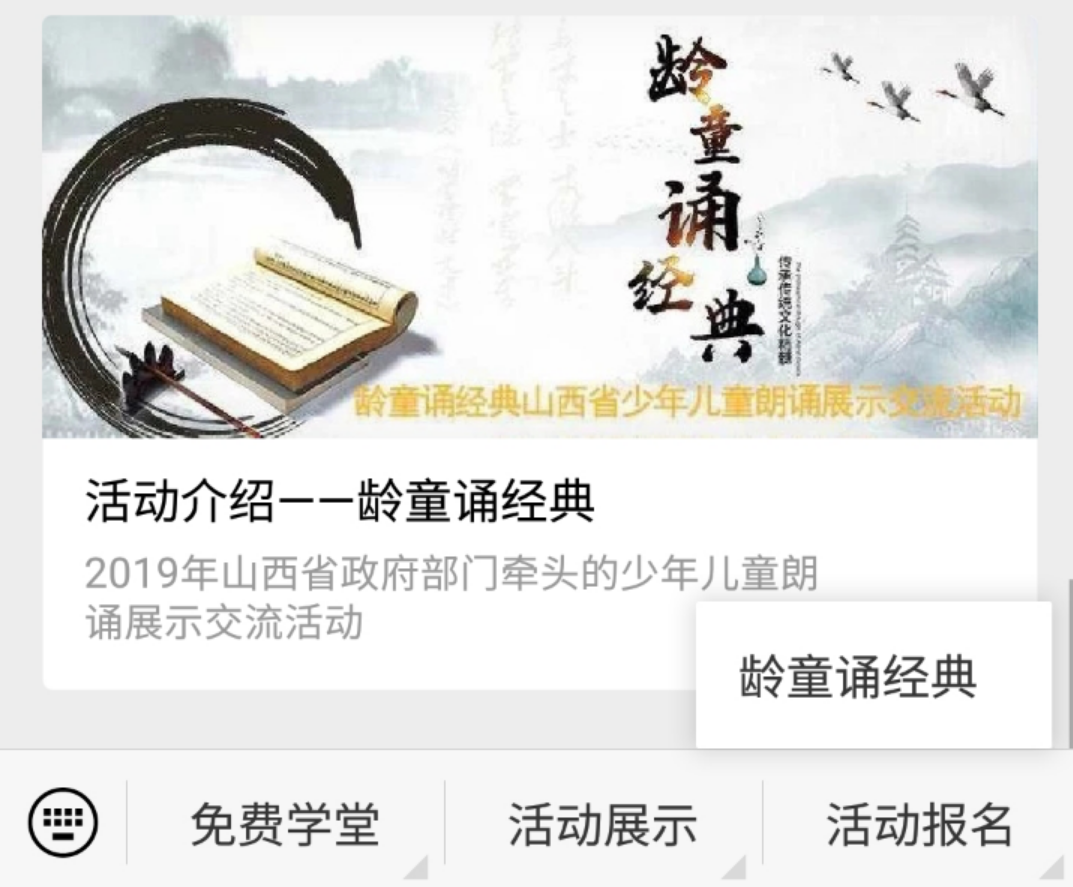 龄童诵经典
传承传统文化精髓
龄童诵经典山西省少年儿童朗诵展示交流活动
活动介绍——龄童诵经典
2019年山西省政府部门牵头的少年儿童朗
诵展示交流活动
龄童诵经典
免费学堂
活动展示
活动报名